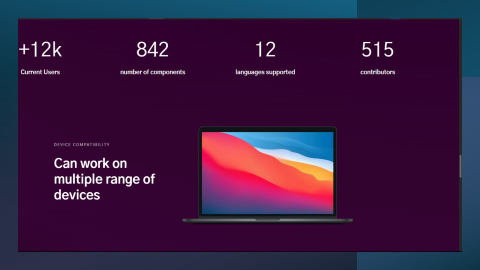 +12k 842 12 515
Current Users number of components languages supported contributors
DEVICE COMPATIBILITY
Can work on
multiple range of
devices